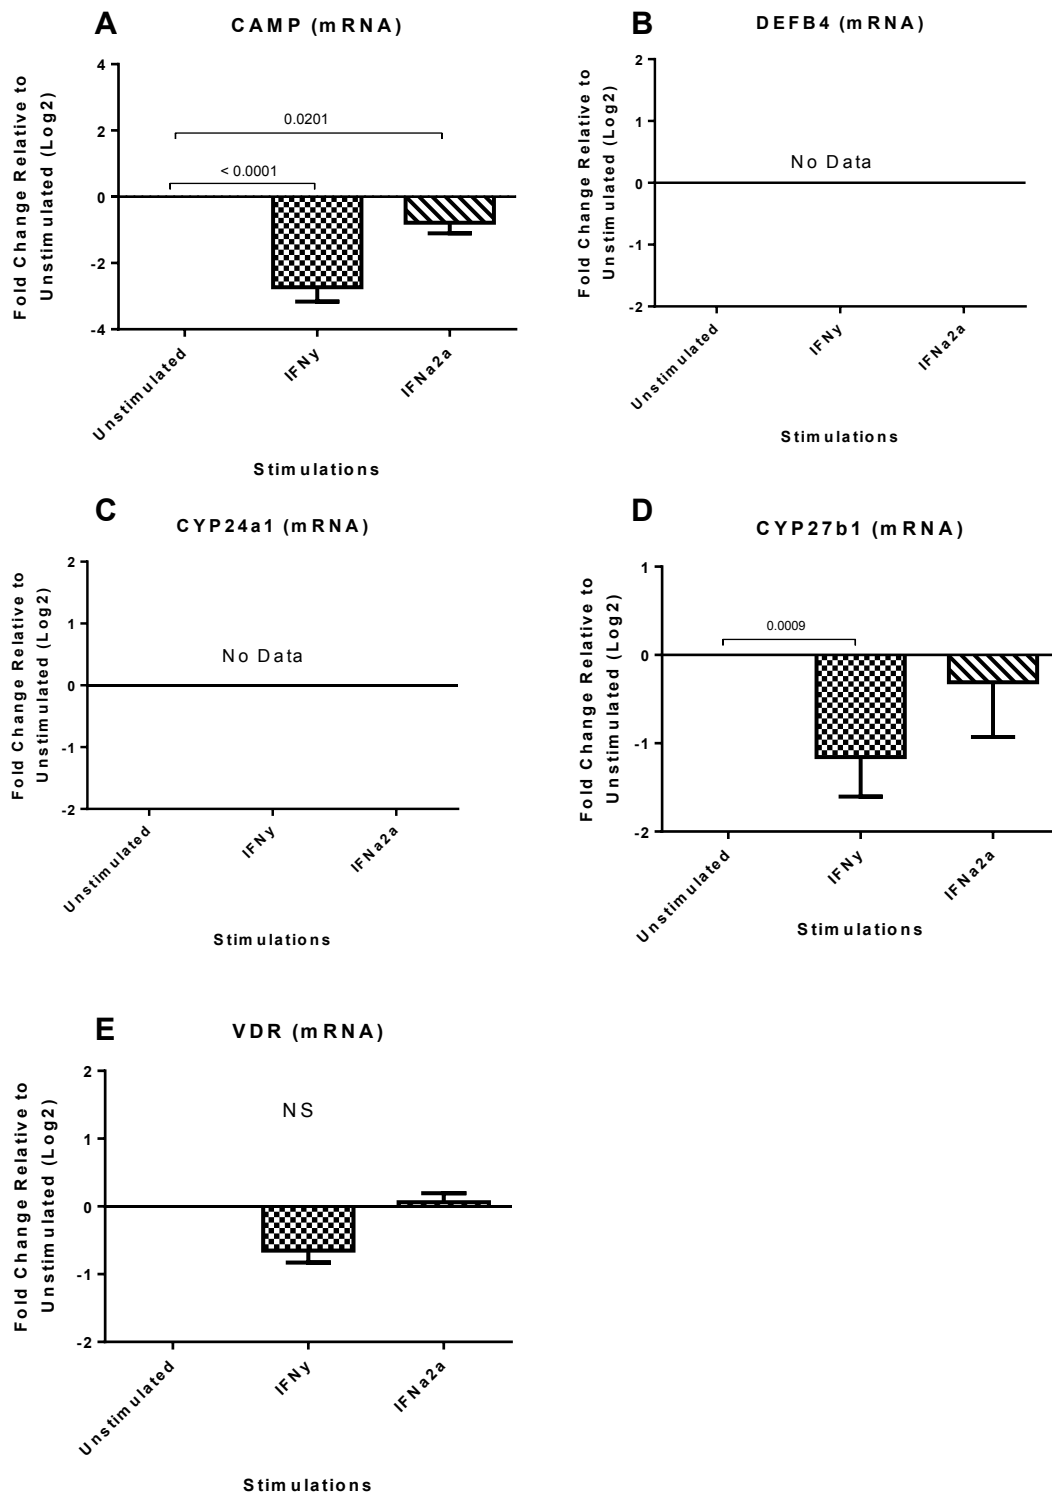 A
CAMP (mRNA)
Fold Change Relative to
Unstimulated (Log2)
4
2
0
-2
-4
0.0201
< 0.0001
Unstimulated
IFNy
IFNa2a
Stimulations
B
DEFB4 (mRNA)
Fold Change Relative to
Unstimulated (Log2)
2
1
0
-1
-2
No Data
Unstimulated
IFNy
IFNa2a
Stimulations
C
CYP24a1 (mRNA)
Fold Change Relative to
Unstimulated (Log2)
2
1
0
-1
-2
No Data
Unstimulated
IFNy
IFNa2a
Stimulations
D
CYP27b1 (mRNA)
Fold Change Relative to
Unstimulated (Log2)
1
0
-1
-2
0.0009
Unstimulated
IFNy
IFNa2a
Stimulations
E
VDR (mRNA)
Fold Change Relative to
Unstimulated (Log2)
2
1
0
-1
-2
NS
Unstimulated
IFNy
IFNa2a
Stimulations